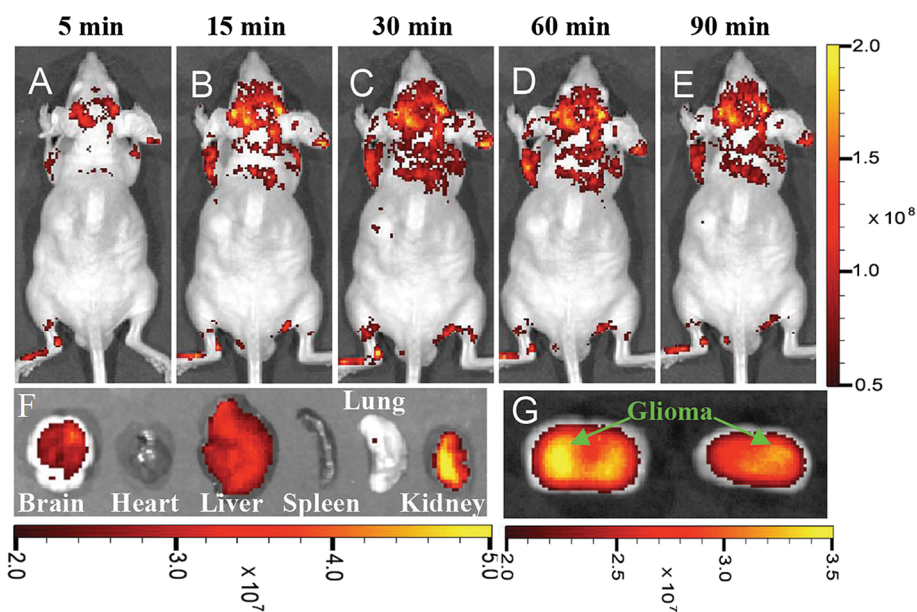 5 min 15 min 30 min 60 min 90 min
A B C D E
2.0
1.5
x 10⁸
1.0
0.5
F Lung G Glioma
Brain Heart Liver Spleen Kidney
2.0 3.0 4.0 5.0 2.0 2.5 3.0 3.5
x 10⁷ x 10⁷